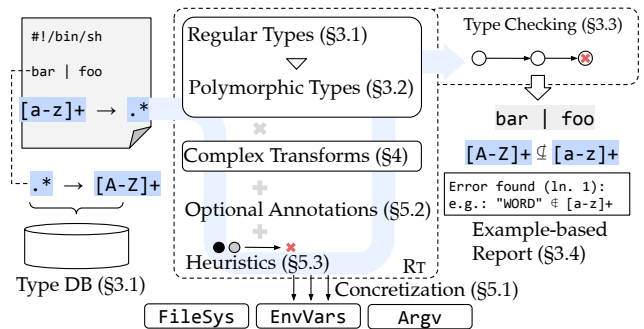 #!/bin/sh
bar | foo
[a-z]+ → .*
.* → [A-Z]+
Type DB (§3.1)
Regular Types (§3.1)
Polymorphic Types (§3.2)
Complex Transforms (§4)
Optional Annotations (§5.2)
Heuristics (§5.3)
RT
Concretization (§5.1)
FileSys
EnvVars
Argv
Type Checking (§3.3)
bar | foo
[A-Z]+ ⊈ [a-z]+
Error found (ln. 1):
e.g.: "WORD" ∉ [a-z]+
Example-based
Report (§3.4)